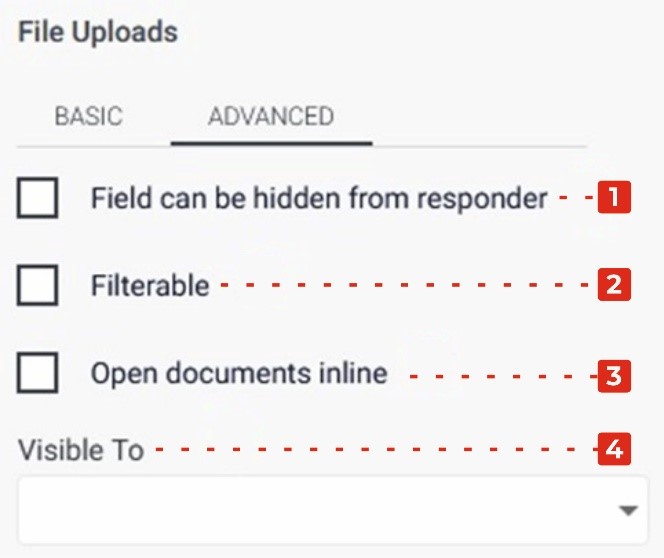 File Uploads
BASIC ADVANCED
Field can be hidden from responder 1
Filterable 2
Open documents inline 3
Visible To 4